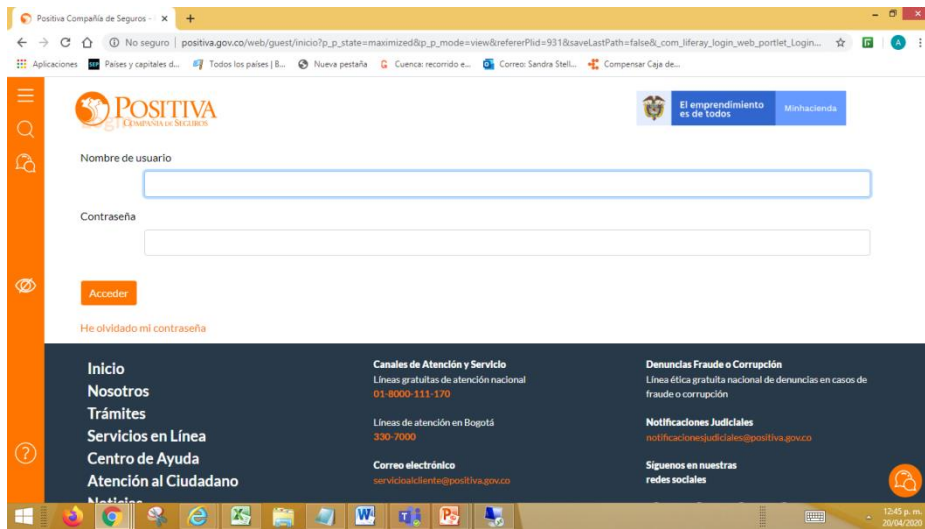 Positiva Compañía de Seguros -
No seguro | positiva.gov.co/web/guest/inicio?p_p_state=maximized&p_p_mode=view&refererPlid=931&saveLastPath=false&_com_liferay_login_web_portlet_Login...
A
Aplicaciones
SEP Países y capitales d...
Todos los países | B...
Nueva pestaña
Cuenca: recorrido e...
Correo: Sandra Stell...
Compensar Caja de...
POSITIVA
COMPAÑÍA DE SEGUROS
El emprendimiento
es de todos
Minhacienda
Nombre de usuario
Contraseña
Acceder
He olvidado mi contraseña
Inicio
Nosotros
Trámites
Servicios en Línea
Centro de Ayuda
Atención al Ciudadano
Noticias
Canales de Atención y Servicio
Líneas gratuitas de atención nacional
01-8000-111-170
Líneas de atención en Bogotá
330-7000
Correo electrónico
servicioalcliente@positiva.gov.co
Denuncias Fraude o Corrupción
Línea ética gratuita nacional de denuncias en casos de
fraude o corrupción
Notificaciones Judiciales
notificacionesjudiciales@positiva.gov.co
Síguenos en nuestras
redes sociales
12:45 p. m.
20/04/2020